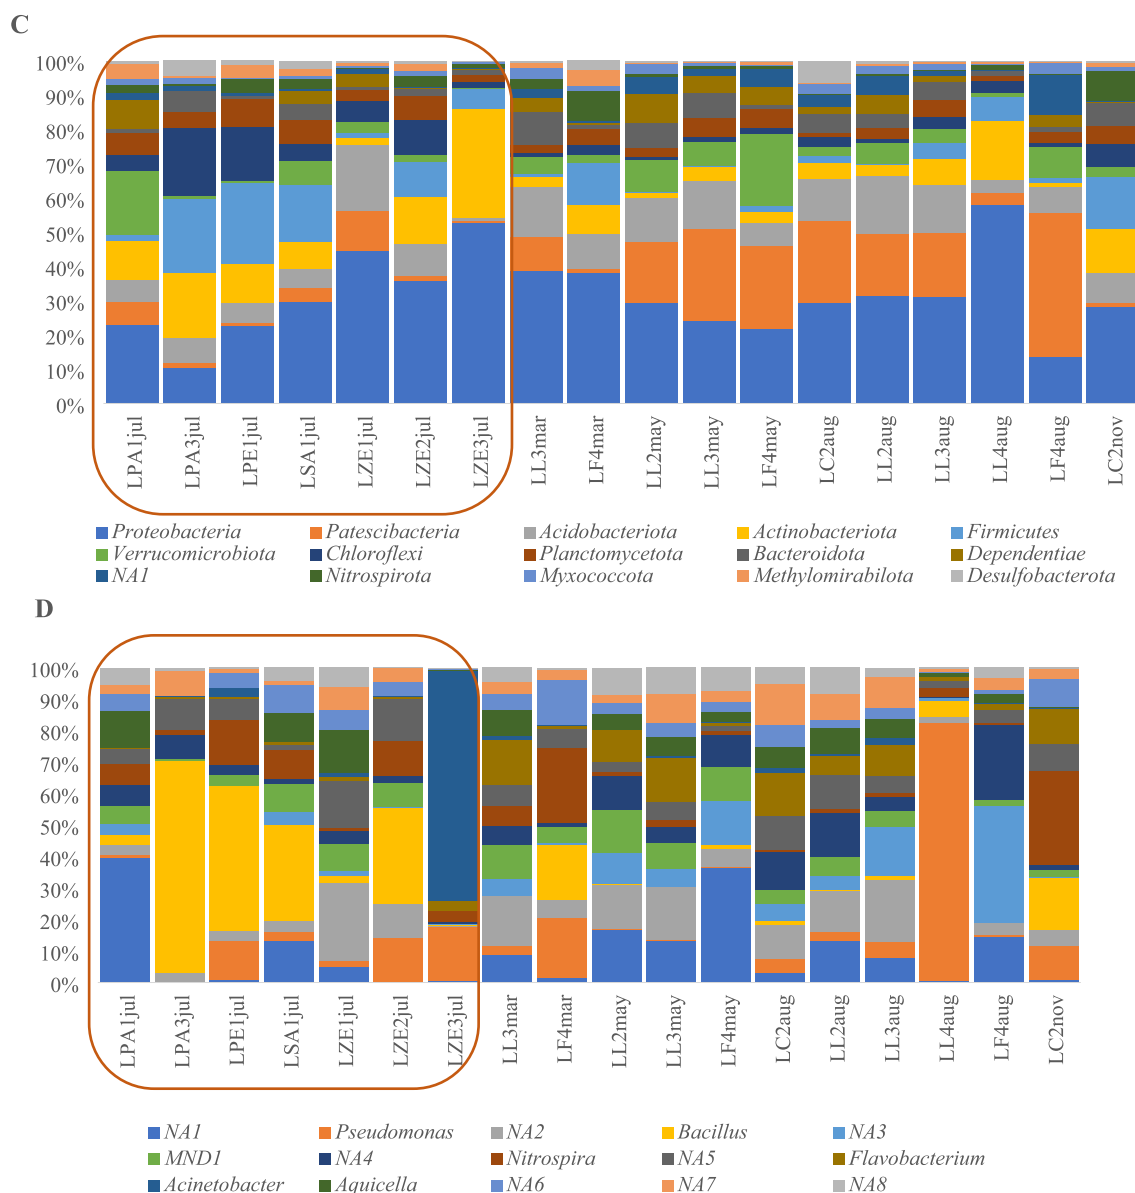 C
100%
90%
80%
70%
60%
50%
40%
30%
20%
10%
0%
LPA1jul LPA3jul LPE1jul LSA1jul LZE1jul LZE2jul LZE3jul LL3mar LF4mar LL2may LL3may LF4may LC2aug LL2aug LL3aug LL4aug LF4aug LC2nov
Proteobacteria Patescibacteria Acidobacteriota Actinobacteriota Firmicutes
Verrucomicrobiota Chloroflexi Planctomycetota Bacteroidota Dependentiae
NA1 Nitrospirota Myxococcota Methylomirabilota Desulfobacterota
D
100%
90%
80%
70%
60%
50%
40%
30%
20%
10%
0%
LPA1jul LPA3jul LPE1jul LSA1jul LZE1jul LZE2jul LZE3jul LL3mar LF4mar LL2may LL3may LF4may LC2aug LL2aug LL3aug LL4aug LF4aug LC2nov
NA1 Pseudomonas NA2 Bacillus NA3
MND1 NA4 Nitrospira NA5 Flavobacterium
Acinetobacter Aquicella NA6 NA7 NA8